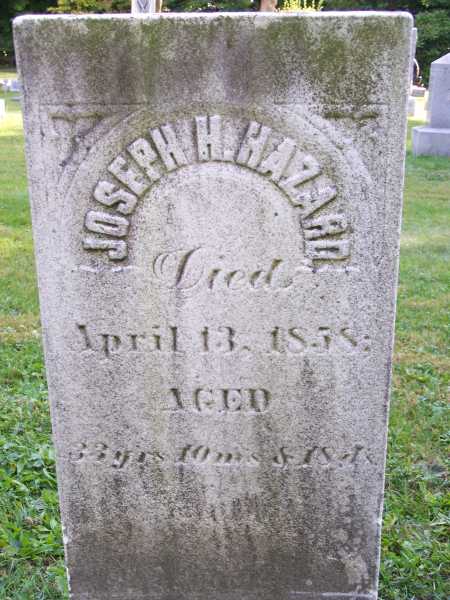 JOSEPH H. HAZARD
Died
April 13, 1858;
AGED
33 yrs 10 ms & 18 ds